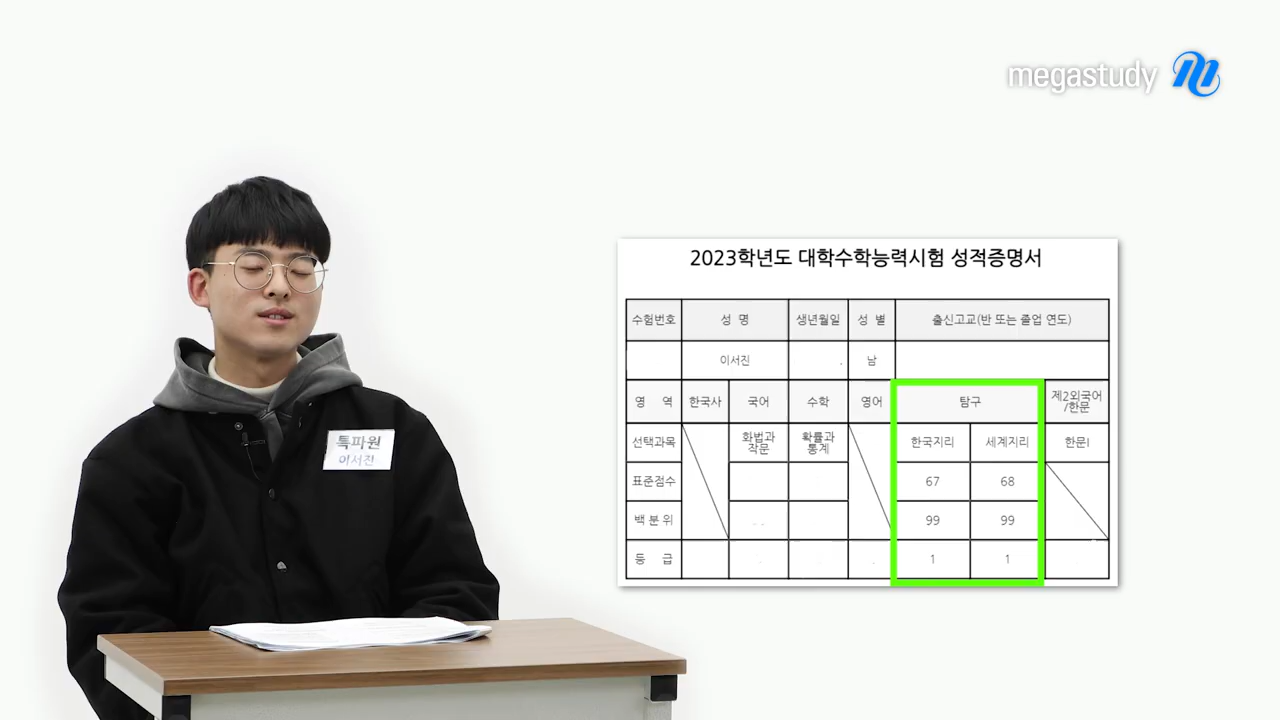 megastudy
2023학년도 대학수학능력시험 성적증명서
수험번호 성 명 생년월일 성 별 출신고교(반 또는 졸업 연도)
이서진 남
영 역 한국사 국어 수학 영어 탐구 제2외국어/한문
선택과목 화법과 작문 확률과 통계 한국지리 세계지리 한문I
표준점수 67 68
백 분 위 99 99
등 급 1 1
특파원
이서진